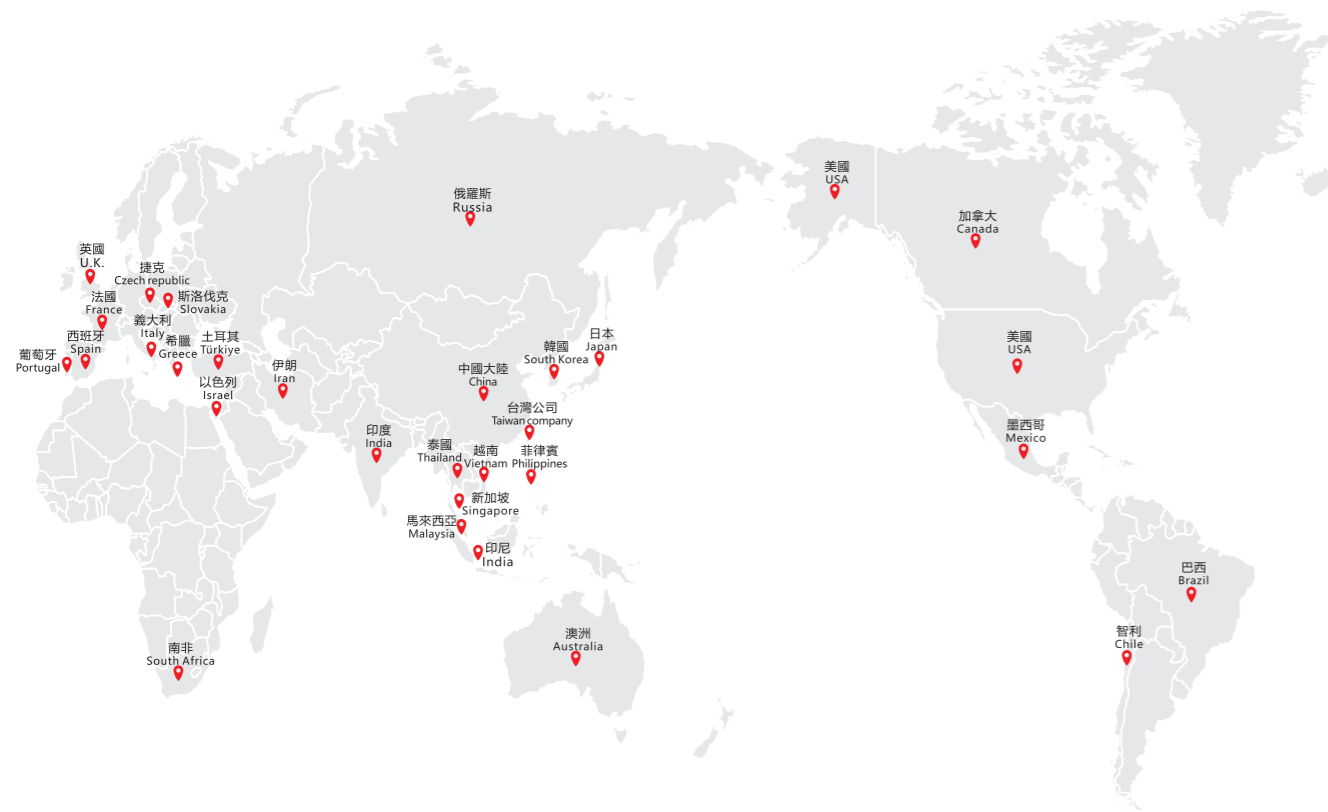 美國
USA
俄羅斯
Russia
加拿大
Canada
英國
U.K.
捷克
Czech republic
斯洛伐克
Slovakia
法國
France
義大利
Italy
西班牙
Spain
希臘
Greece
土耳其
Türkiye
葡萄牙
Portugal
伊朗
Iran
以色列
Israel
日本
Japan
韓國
South Korea
中國大陸
China
美國
USA
台灣公司
Taiwan company
印度
India
泰國
Thailand
越南
Vietnam
菲律賓
Philippines
墨西哥
Mexico
新加坡
Singapore
馬來西亞
Malaysia
印尼
India
巴西
Brazil
智利
Chile
澳洲
Australia
南非
South Africa